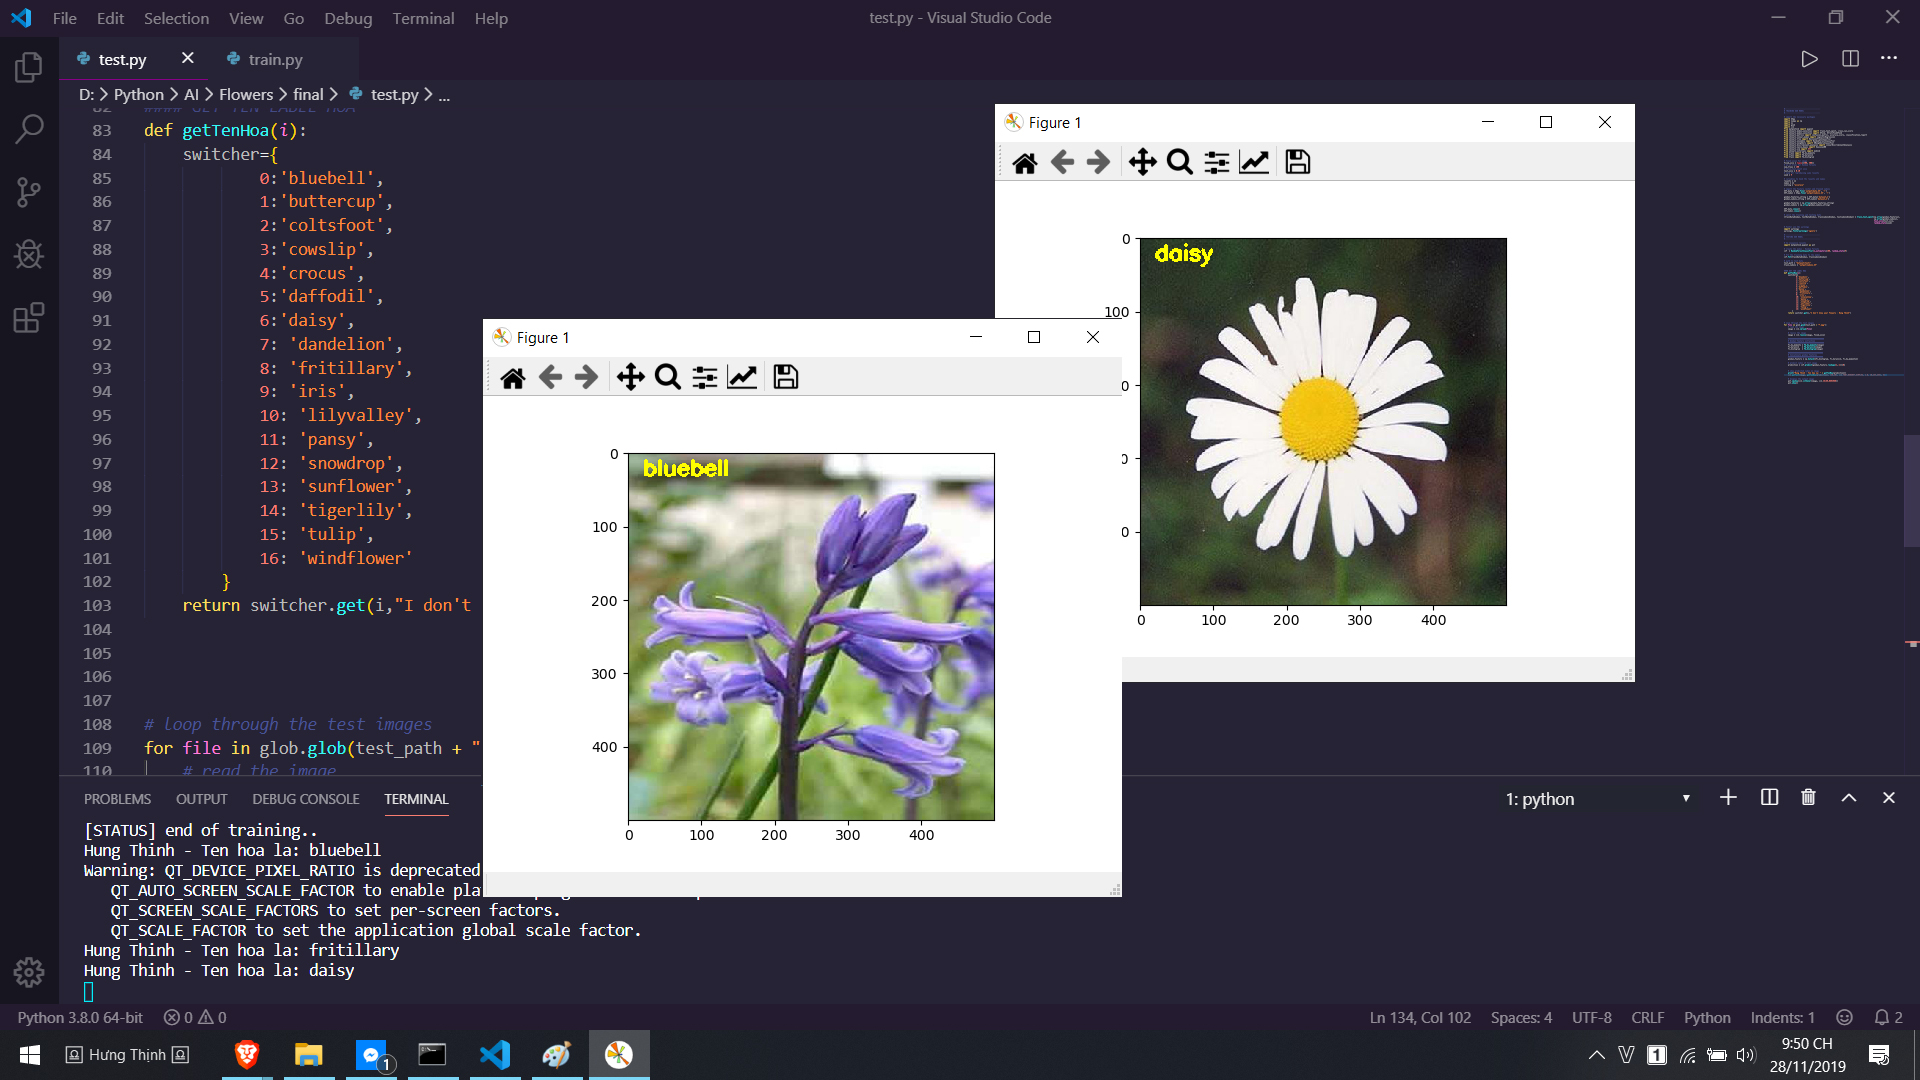 File Edit Selection View Go Debug Terminal Help
test.py - Visual Studio Code
test.py
train.py
D: > Python > AI > Flowers > final > test.py > ...
83 def getTenHoa(i):
84 switcher={
85 0:'bluebell',
86 1:'buttercup',
87 2:'coltsfoot',
88 3:'cowslip',
89 4:'crocus',
90 5:'daffodil',
91 6:'daisy',
92 7: 'dandelion',
93 8: 'fritillary',
94 9: 'iris',
95 10: 'lilyvalley',
96 11: 'pansy',
97 12: 'snowdrop',
98 13: 'sunflower',
99 14: 'tigerlily',
100 15: 'tulip',
101 16: 'windflower'
102 }
103 return switcher.get(i,"I don't
104
105
106
107
108 # loop through the test images
109 for file in glob.glob(test_path + "
110 # read the image
Figure 1
daisy
0
100
0
0
0
0 100 200 300 400
Figure 1
bluebell
0
100
200
300
400
0 100 200 300 400
PROBLEMS OUTPUT DEBUG CONSOLE TERMINAL
1: python
[STATUS] end of training..
Hung Thinh - Ten hoa la: bluebell
Warning: QT_DEVICE_PIXEL_RATIO is deprecated
QT_AUTO_SCREEN_SCALE_FACTOR to enable
QT_SCREEN_SCALE_FACTORS to set per-screen factors.
QT_SCALE_FACTOR to set the application global scale factor.
Hung Thinh - Ten hoa la: fritillary
Hung Thinh - Ten hoa la: daisy
Python 3.8.0 64-bit 0 0
Ln 134, Col 102 Spaces: 4 UTF-8 CRLF Python Indents: 1 2
Hưng Thịnh
1
V 1
9:50 CH
28/11/2019